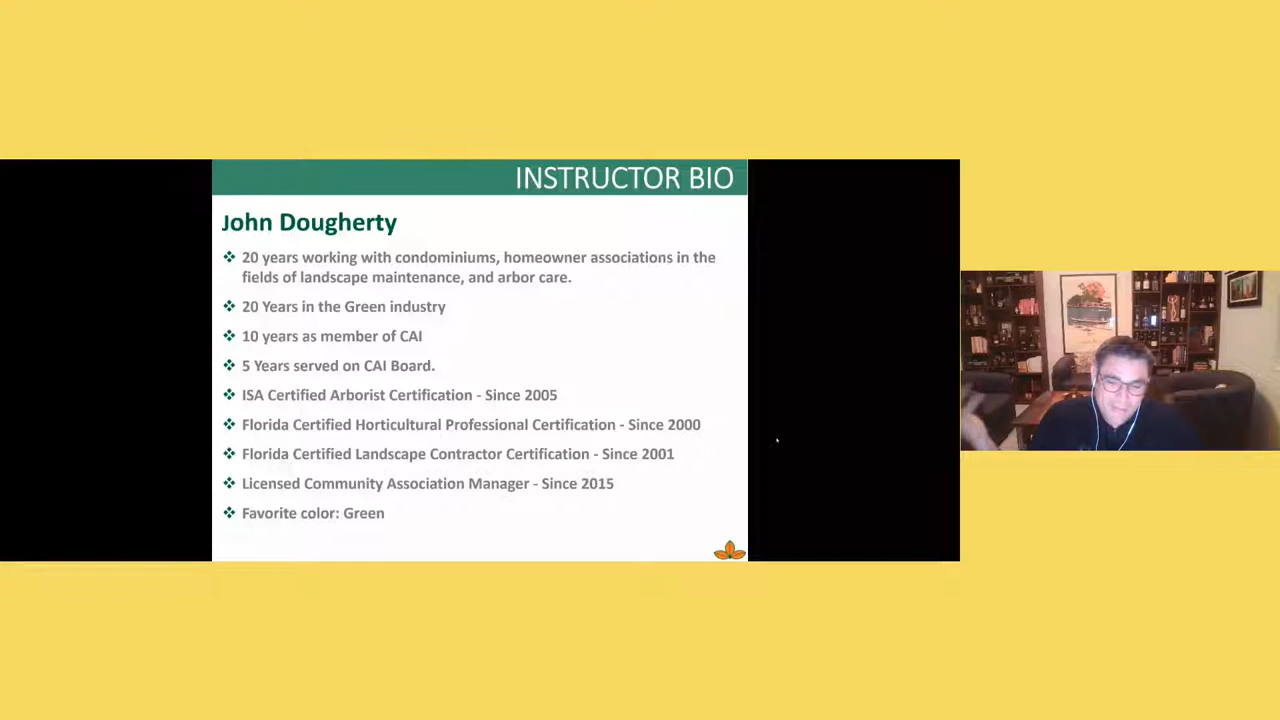 INSTRUCTOR BIO
John Dougherty
20 years working with condominiums, homeowner associations in the
fields of landscape maintenance, and arbor care.
20 Years in the Green industry
10 years as member of CAI
5 Years served on CAI Board.
ISA Certified Arborist Certification - Since 2005
Florida Certified Horticultural Professional Certification - Since 2000
Florida Certified Landscape Contractor Certification - Since 2001
Licensed Community Association Manager - Since 2015
Favorite color: Green